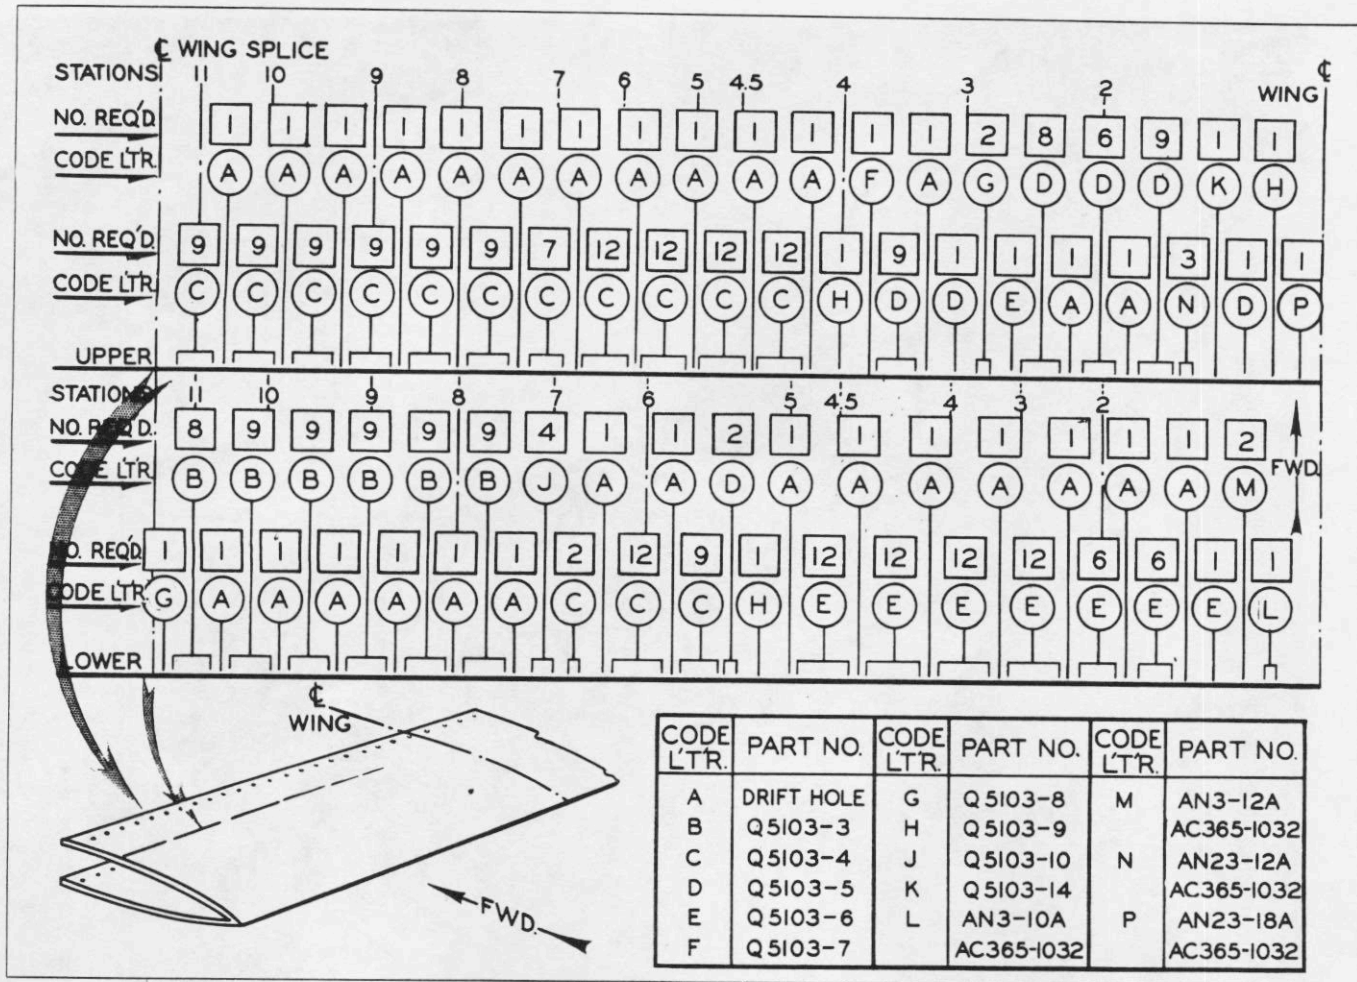 ℄ WING SPLICE
STATIONS 11 10 9 8 7 6 5 4.5 4 3 2 WING ℄
NO. REQ'D. 1 1 1 1 1 1 1 1 1 1 1 1 1 2 8 6 9 1 1
CODE LTR. A A A A A A A A A A A F A G D D D K H
NO. REQ'D. 9 9 9 9 9 9 7 12 12 12 12 1 9 1 1 1 1 3 1 1
CODE LTR. C C C C C C C C C C C H D D E A A N D P
UPPER
STATIONS 11 10 9 8 7 6 5 4.5 4 3 2
NO. REQ'D. 8 9 9 9 9 9 4 1 1 2 1 1 1 1 1 1 1 2
CODE LTR. B B B B B B J A A D A A A A A A A M FWD.
NO. REQ'D. 1 1 1 1 1 1 1 2 12 9 1 12 12 12 12 6 6 1 1
CODE LTR. G A A A A A A C C C H E E E E E E E L
LOWER
℄
WING
FWD.
CODE L'T'R. PART NO. CODE L'T'R. PART NO. CODE L'T'R. PART NO.
A DRIFT HOLE G Q5103-8 M AN3-12A
B Q5103-3 H Q5103-9 AC365-1032
C Q5103-4 J Q5103-10 N AN23-12A
D Q5103-5 K Q5103-14 AC365-1032
E Q5103-6 L AN3-10A P AN23-18A
F Q5103-7 AC365-1032 AC365-1032